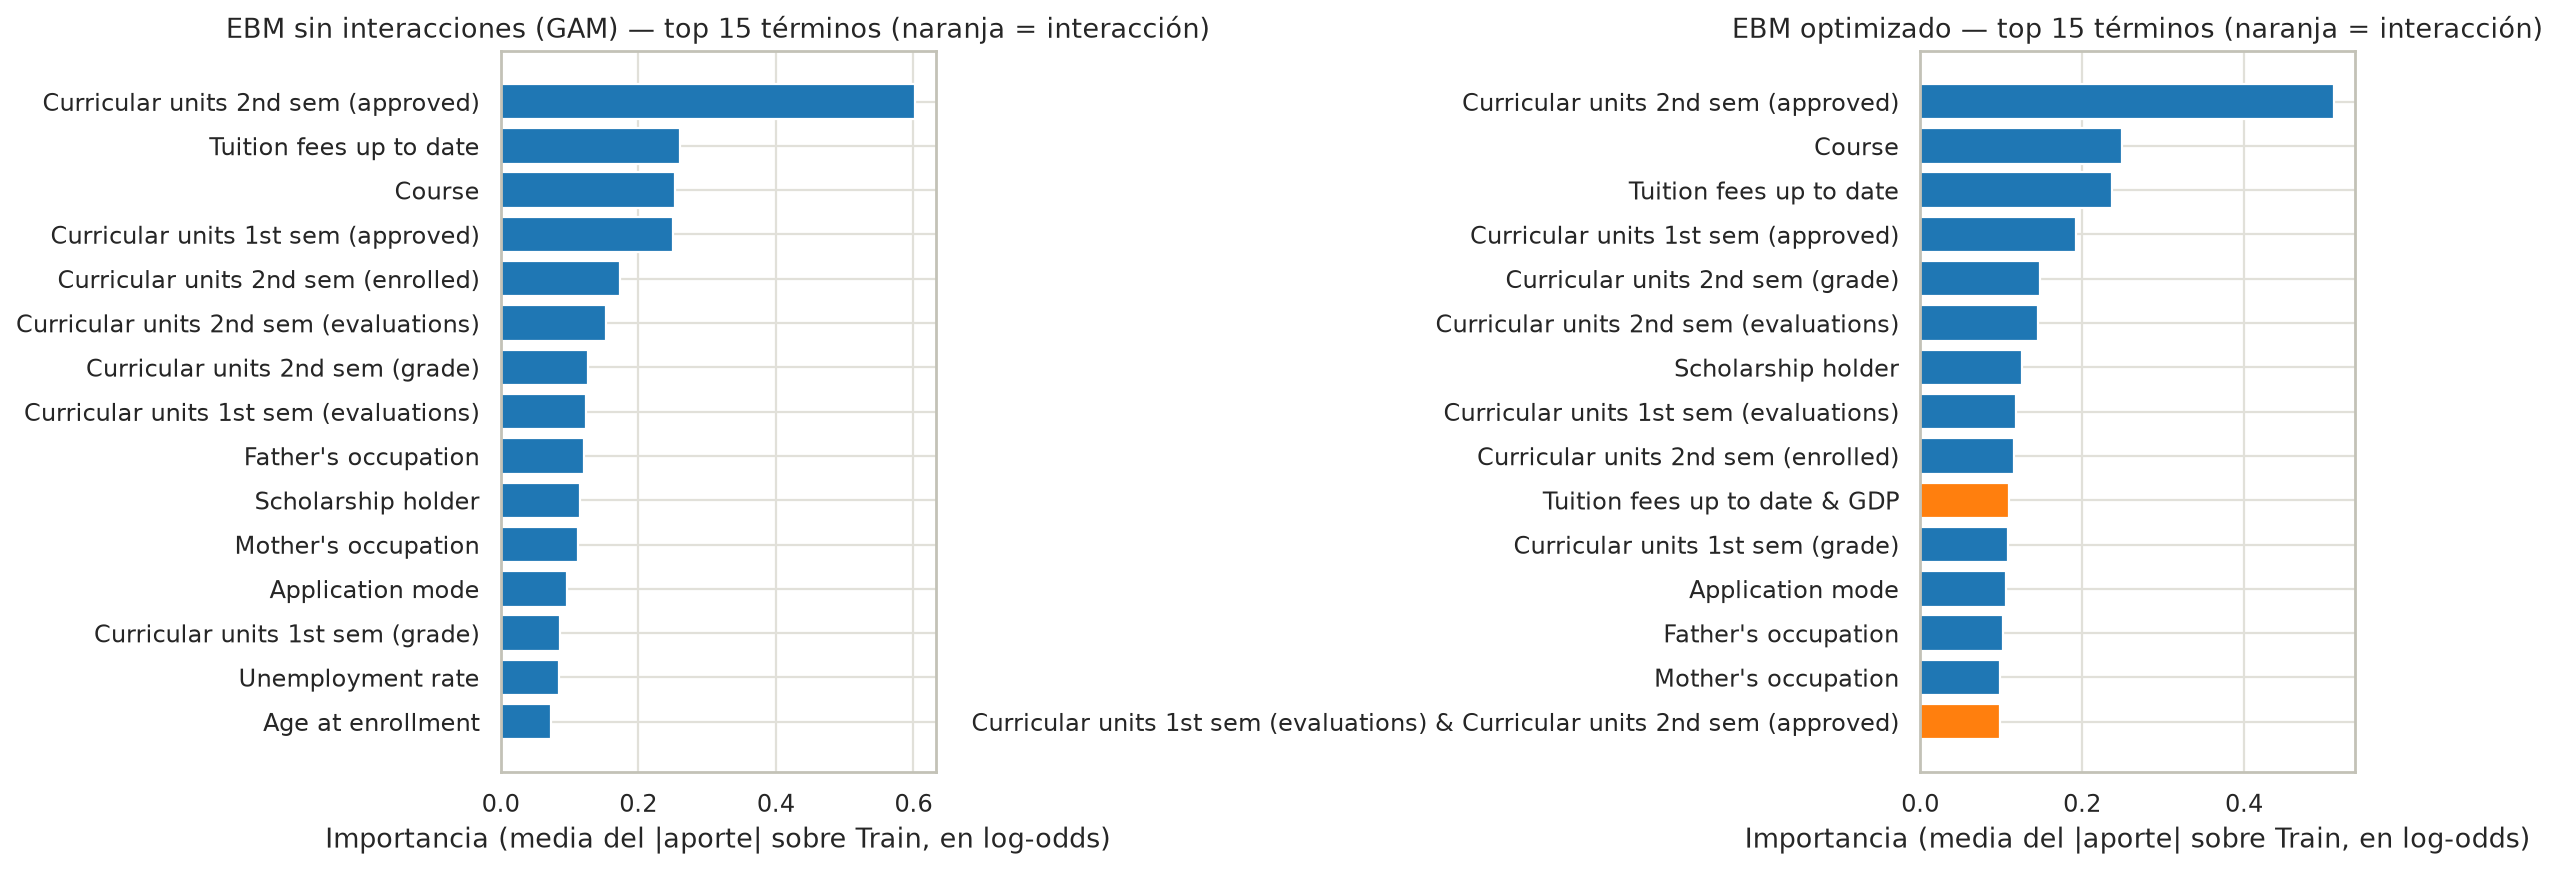 EBM sin interacciones (GAM) — top 15 términos (naranja = interacción)
Curricular units 2nd sem (approved)
Tuition fees up to date
Course
Curricular units 1st sem (approved)
Curricular units 2nd sem (enrolled)
Curricular units 2nd sem (evaluations)
Curricular units 2nd sem (grade)
Curricular units 1st sem (evaluations)
Father's occupation
Scholarship holder
Mother's occupation
Application mode
Curricular units 1st sem (grade)
Unemployment rate
Age at enrollment
0.0 0.2 0.4 0.6
Importancia (media del |aporte| sobre Train, en log-odds)
EBM optimizado — top 15 términos (naranja = interacción)
Curricular units 2nd sem (approved)
Course
Tuition fees up to date
Curricular units 1st sem (approved)
Curricular units 2nd sem (grade)
Curricular units 2nd sem (evaluations)
Scholarship holder
Curricular units 1st sem (evaluations)
Curricular units 2nd sem (enrolled)
Tuition fees up to date & GDP
Curricular units 1st sem (grade)
Application mode
Father's occupation
Mother's occupation
Curricular units 1st sem (evaluations) & Curricular units 2nd sem (approved)
0.0 0.2 0.4
Importancia (media del |aporte| sobre Train, en log-odds)